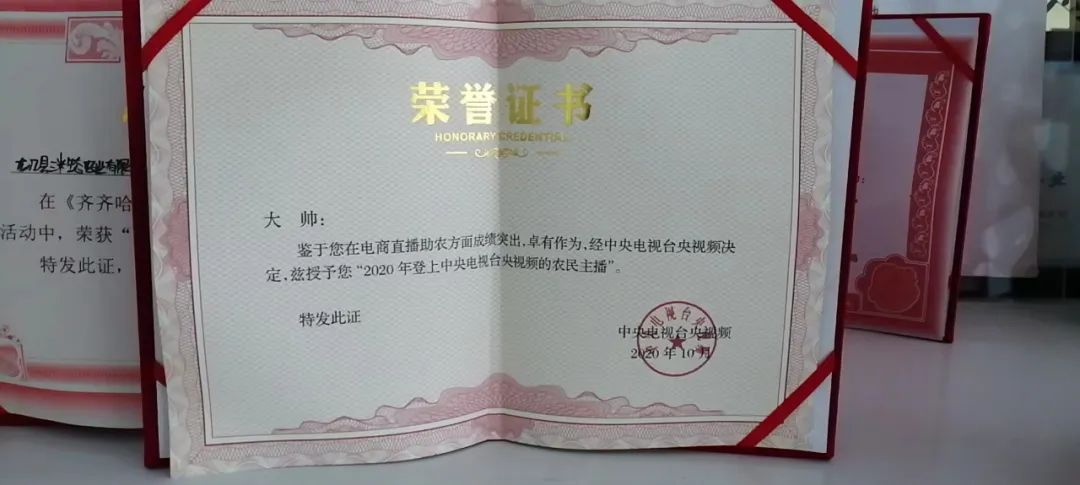 荣誉证书
HONORARY CREDENTIAL
大 帅：
鉴于您在电商直播助农方面成绩突出，卓有作为，经中央电视台央视频决
定，兹授予您“2020年登上中央电视台央视频的农民主播”。
特发此证
中央电视台央视频
2020年10月
在《齐齐哈
活动中，荣获“
特发此证，
业